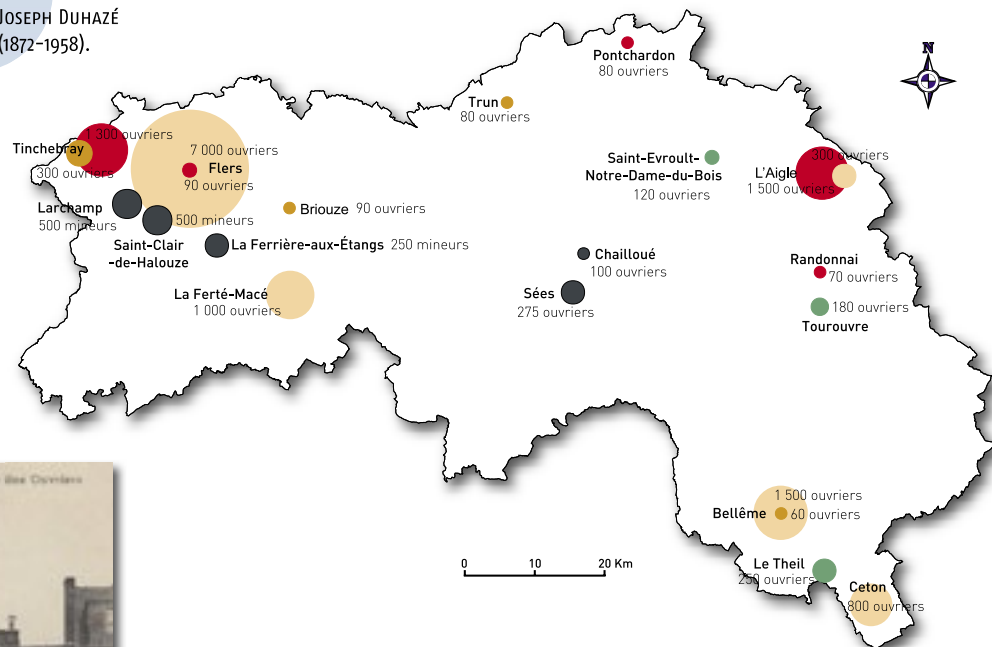 JOSEPH DUHAZÉ
(1872-1958).
N
Pontchardon
80 ouvriers
Trun
80 ouvriers
1 300 ouvriers
Tinchebray
300 ouvriers
7 000 ouvriers
Flers
90 ouvriers
Saint-Evroult-
Notre-Dame-du-Bois
120 ouvriers
300 ouvriers
L'Aigle
1 500 ouvriers
Larchamp
500 mineurs
500 mineurs
Saint-Clair
-de-Halouze
Briouze 90 ouvriers
La Ferrière-aux-Étangs 250 mineurs
Chailloué
100 ouvriers
Randonnai
70 ouvriers
La Ferté-Macé
1 000 ouvriers
Sées
275 ouvriers
180 ouvriers
Tourouvre
des Ouvriers
1 500 ouvriers
Bellême 60 ouvriers
0 10 20 Km
Le Theil
250 ouvriers
Ceton
800 ouvriers